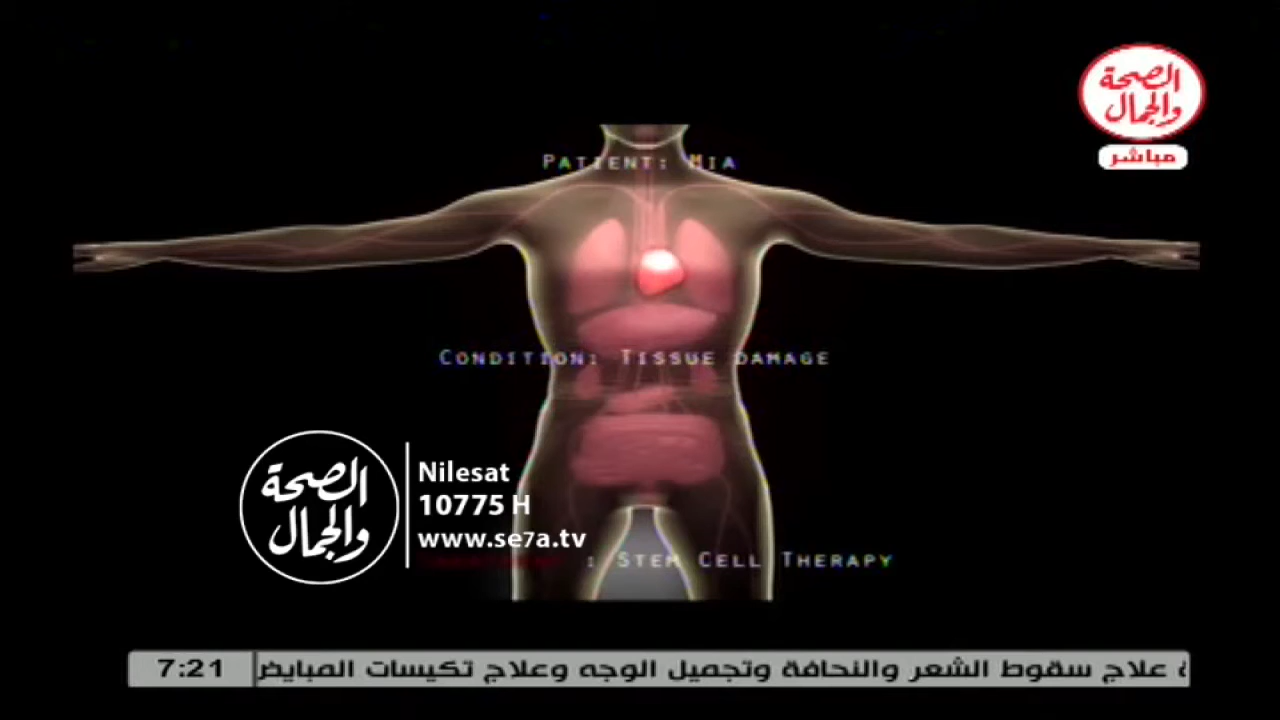 الصحة
والجمال
مباشر
PATIENT: MIA
CONDITION: TISSUE DAMAGE
الصحة
والجمال
Nilesat
10775 H
www.se7a.tv
: STEM CELL THERAPY
7:21
علاج سقوط الشعر والنحافة وتجميل الوجه وعلاج تكيسات المبايض